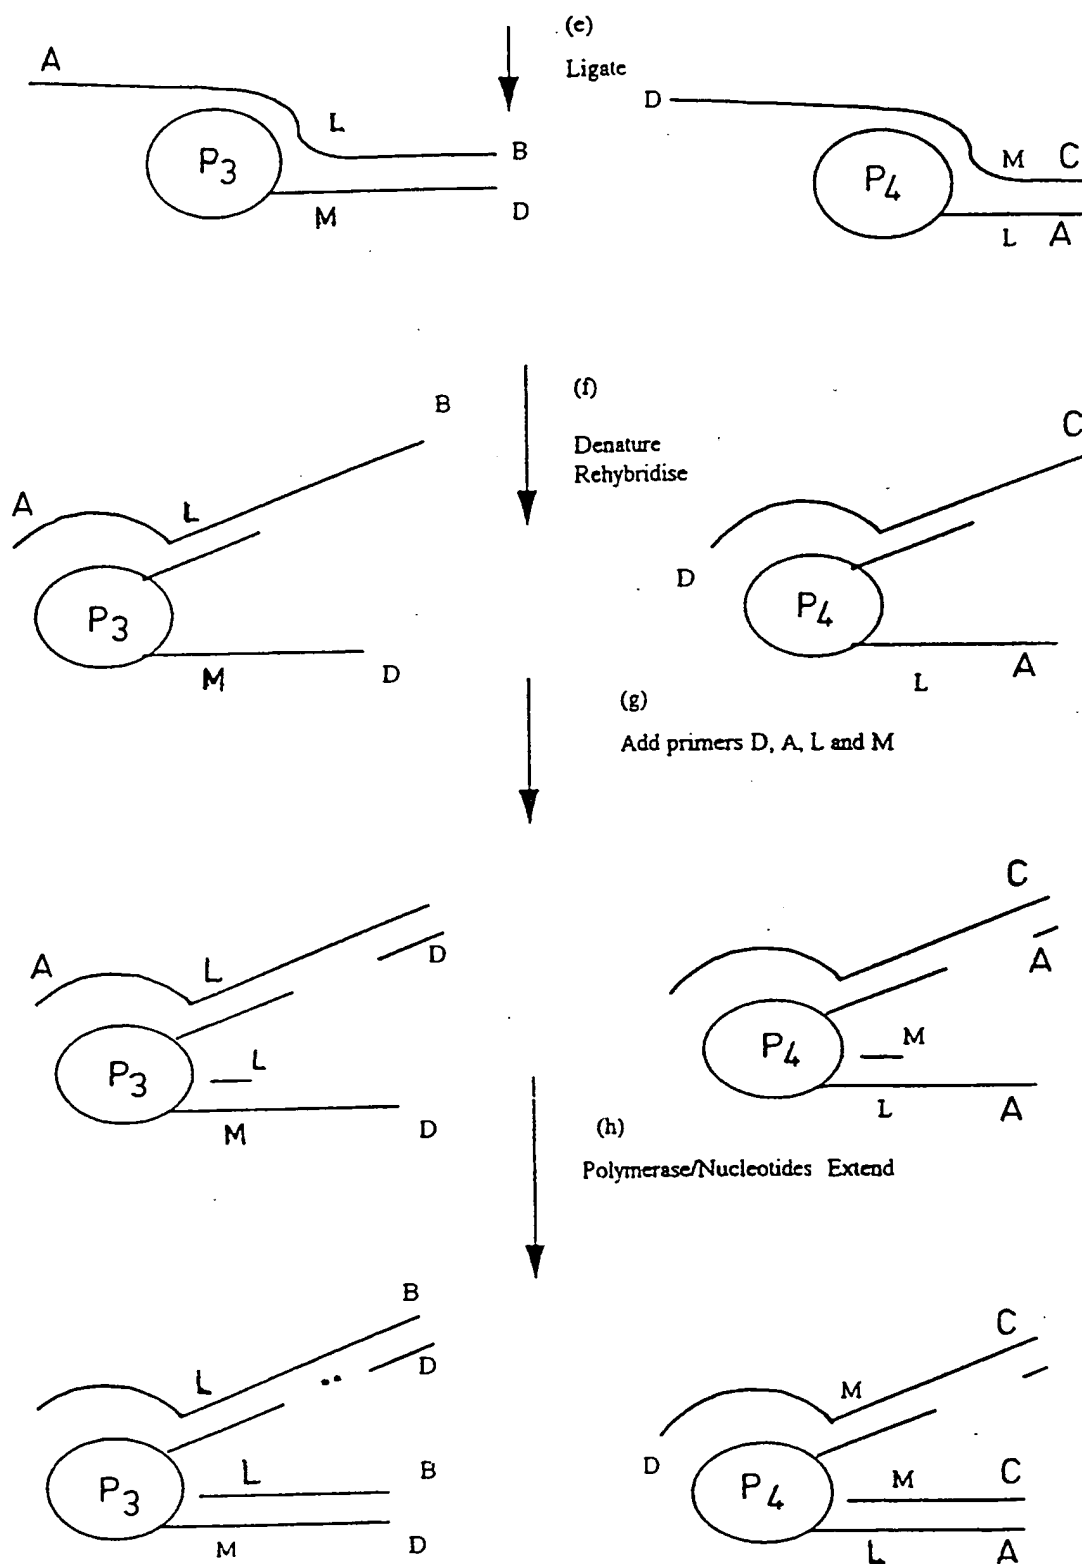 (e)
Ligate
A
L
B
P3
M
D
D
M C
P4
L A
(f)
Denature
Rehybridise
B
A
L
P3
M
D
C
D
P4
L
A
(g)
Add primers D, A, L and M
A
L
D
P3
L
M
D
C
A
P4
M
L
A
(h)
Polymerase/Nucleotides Extend
B
L
D
P3
L
B
M
D
C
M
D
P4
M
C
L
A